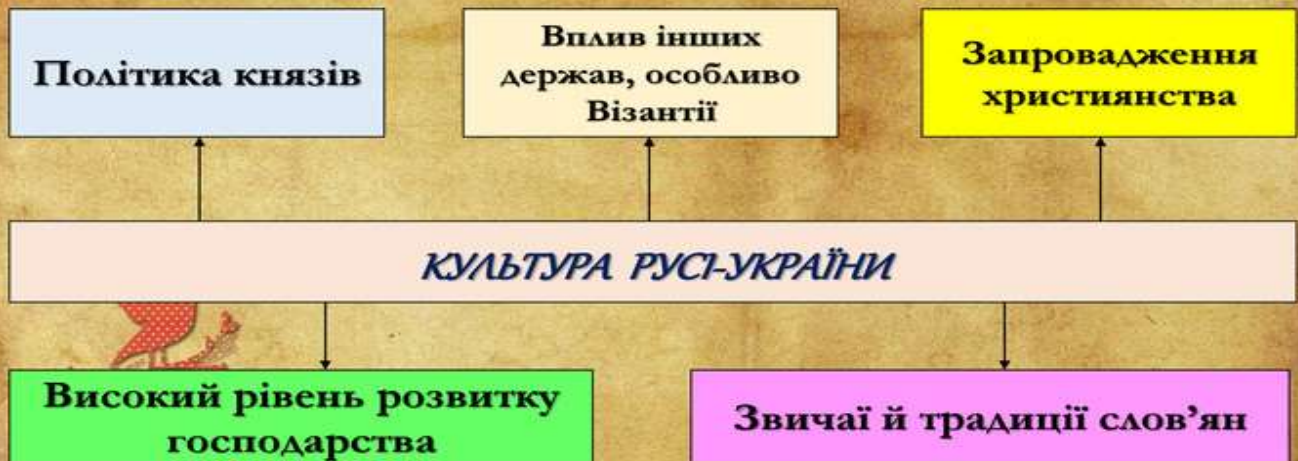 Політика князів
Вплив інших
держав, особливо
Візантії
Запровадження
християнства
КУЛЬТУРА РУСІ-УКРАЇНИ
Високий рівень розвитку
господарства
Звичаї й традиції слов’ян